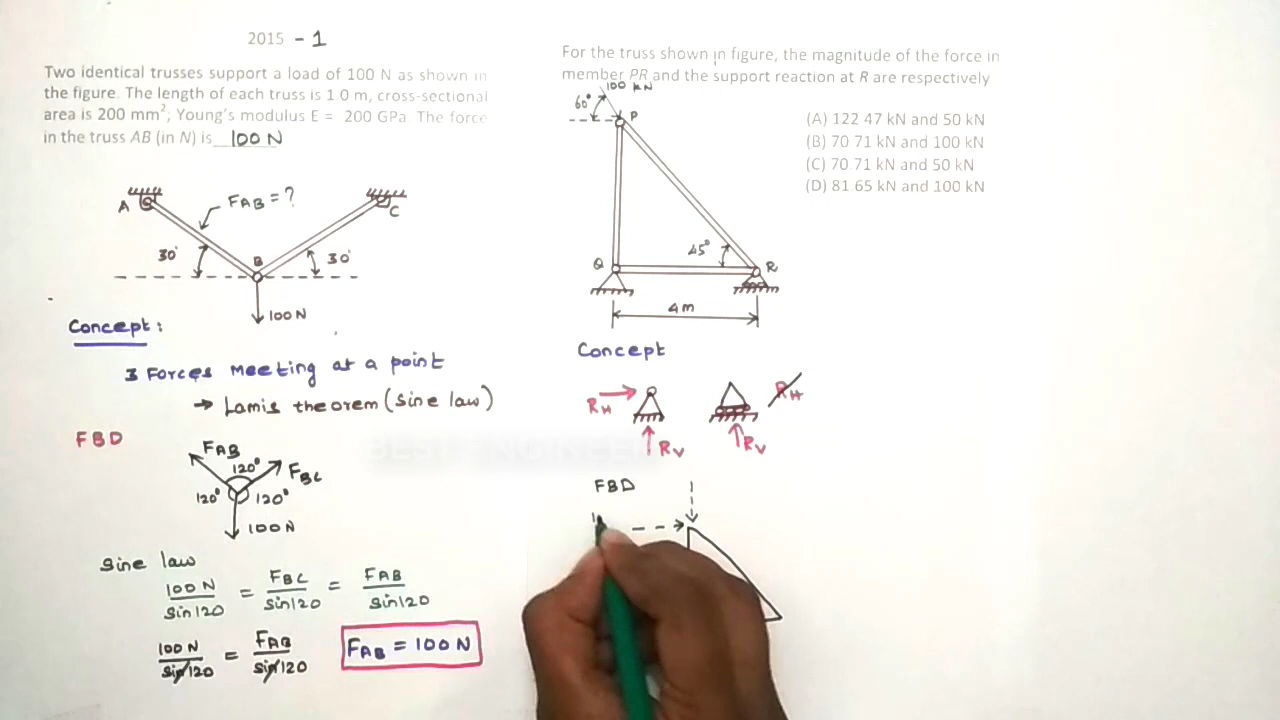 2015 - 1
Two identical trusses support a load of 100 N as shown in
the figure. The length of each truss is 1.0 m, cross-sectional
area is 200 mm², Young's modulus E = 200 GPa. The force
in the truss AB (in N) is 100 N
A
FAB = ?
C
30°
B
30°
100 N
Concept:
3 Forces meeting at a point
→ Lamis theorem (sine law)
FBD
FAB
120°
FBC
120°
120°
100 N
Sine law
100 N / sin120 = FBC / sin120 = FAB / sin120
100 N / sin120 = FAB / sin120
FAB = 100 N
For the truss shown in figure, the magnitude of the force in
member PR and the support reaction at R are respectively
100 kN
60°
P
(A) 122 47 kN and 50 kN
(B) 70 71 kN and 100 kN
(C) 70 71 kN and 50 kN
(D) 81 65 kN and 100 kN
45°
Q
R
4m
Concept
RH
RH
RV
RV
FBD